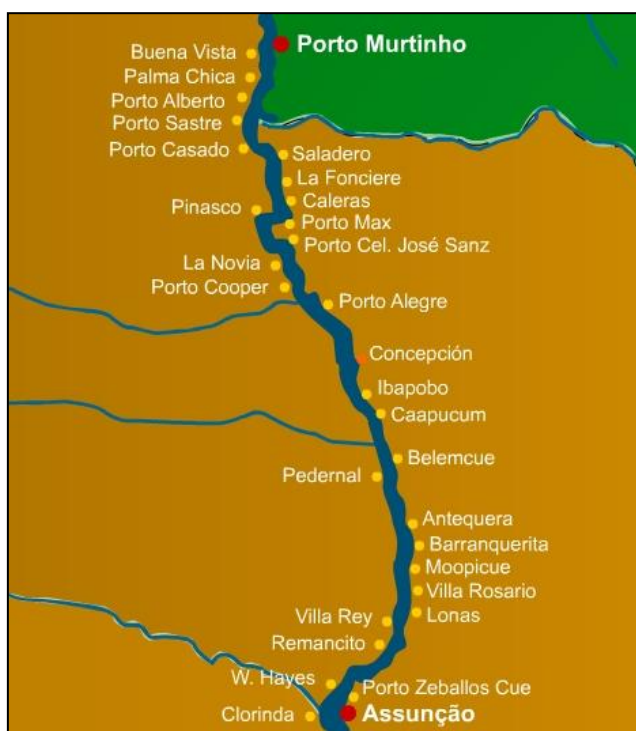 Porto Murtinho
Buena Vista
Palma Chica
Porto Alberto
Porto Sastre
Porto Casado
Saladero
La Fonciere
Caleras
Pinasco
Porto Max
Porto Cel. José Sanz
La Novia
Porto Cooper
Porto Alegre
Concepción
Ibapobo
Caapucum
Belemcue
Pedernal
Antequera
Barranquerita
Moopicue
Villa Rosario
Lonas
Villa Rey
Remancito
W. Hayes
Porto Zeballos Cue
Clorinda
Assunção